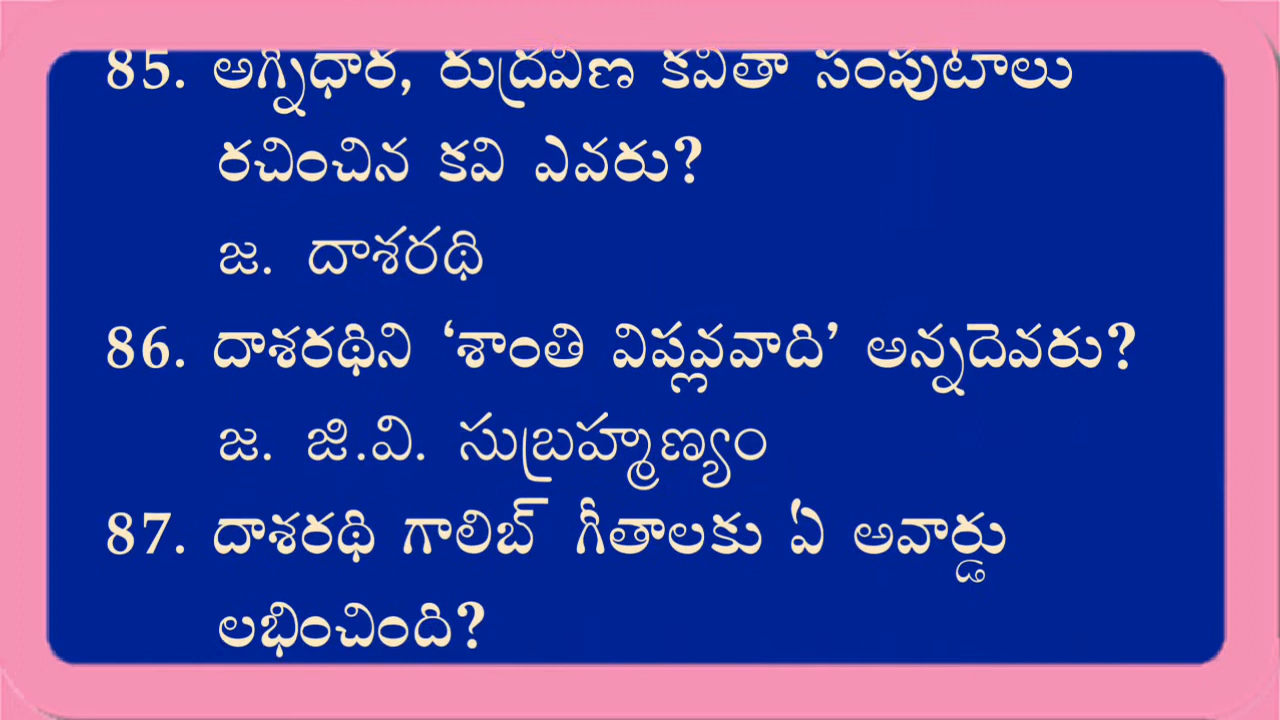 85. అగ్నిధార, రుద్రవీణ కవితా సంపుటాలు
రచించిన కవి ఎవరు?
జ. దాశరథి
86. దాశరథిని ‘శాంతి విప్లవవాది’ అన్నదెవరు?
జ. జి.వి. సుబ్రహ్మణ్యం
87. దాశరథి గాలిబ్ గీతాలకు ఏ అవార్డు
లభించింది?